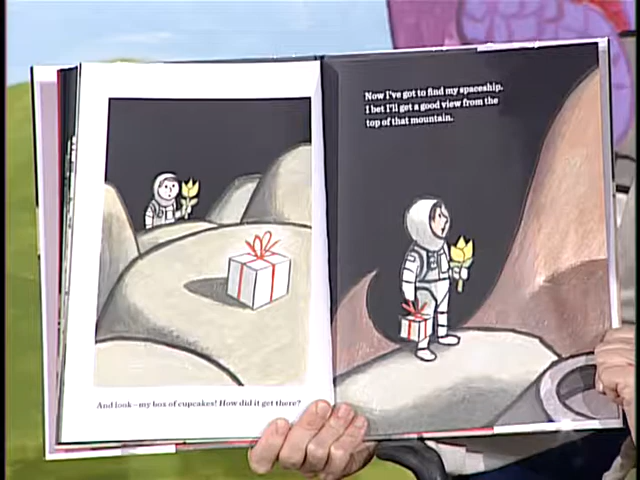 And look—my box of cupcakes! How did it get there?
Now I've got to find my spaceship.
I bet I'll get a good view from the
top of that mountain.